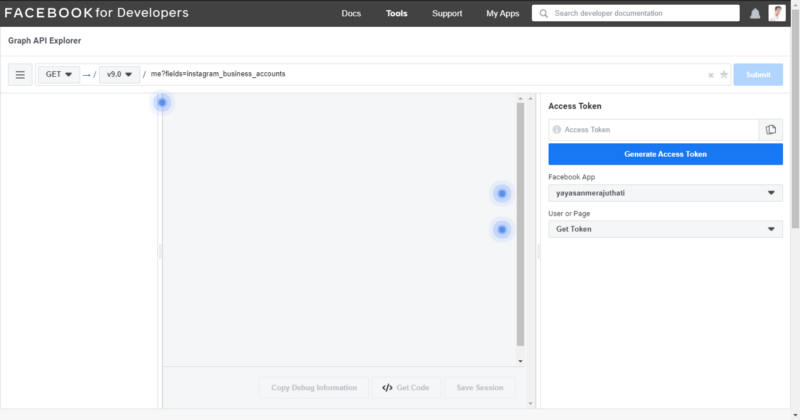 FACEBOOK for Developers
Docs
Tools
Support
My Apps
Search developer documentation
Graph API Explorer
GET
→ /
v9.0
/
me?fields=instagram_business_accounts
Submit
Access Token
Access Token
Generate Access Token
Facebook App
yayasanmerajuthati
User or Page
Get Token
Copy Debug Information
</> Get Code
Save Session